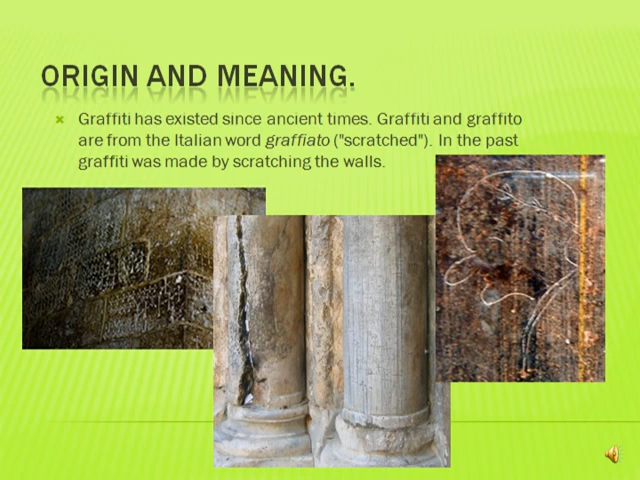 ORIGIN AND MEANING.
Graffiti has existed since ancient times. Graffiti and graffito
are from the Italian word graffiato ("scratched"). In the past
graffiti was made by scratching the walls.